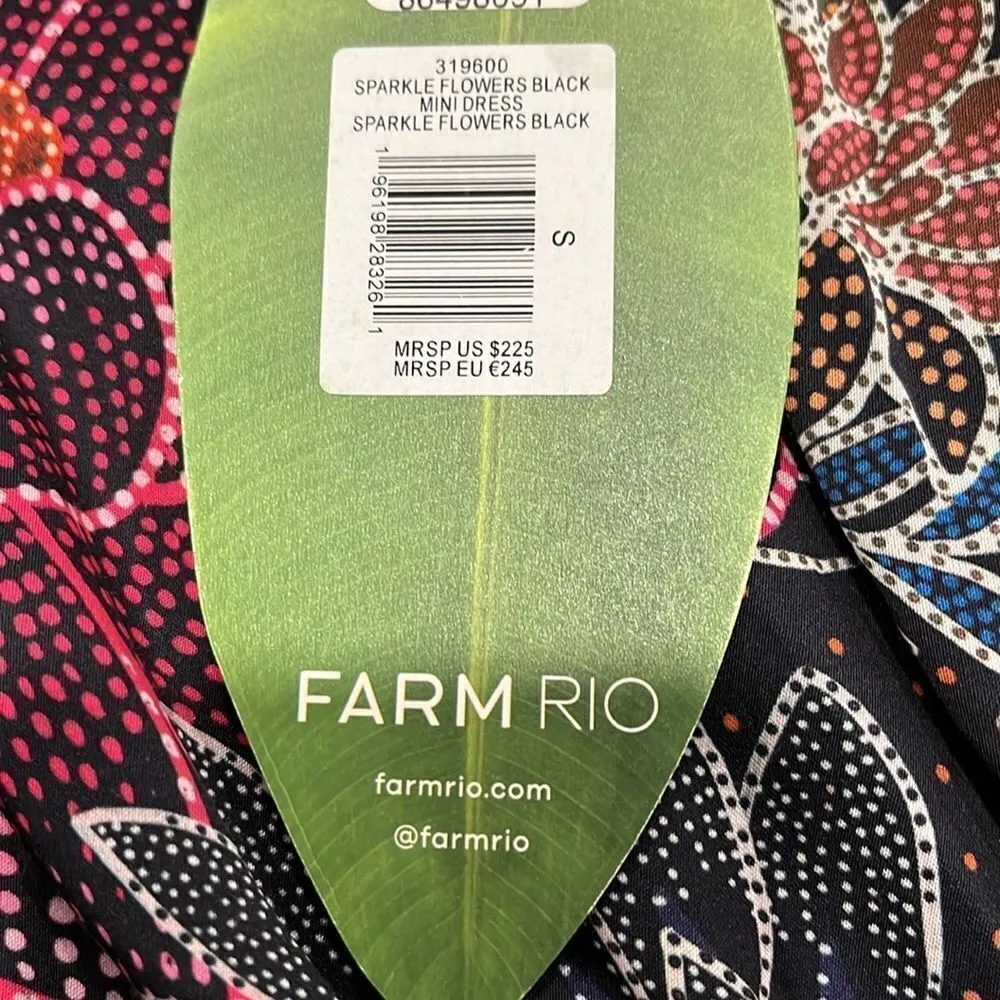 319600
SPARKLE FLOWERS BLACK
MINI DRESS
SPARKLE FLOWERS BLACK
1 96198 28326 1
S
MRSP US $225
MRSP EU €245
FARM RIO
farmrio.com
@farmrio